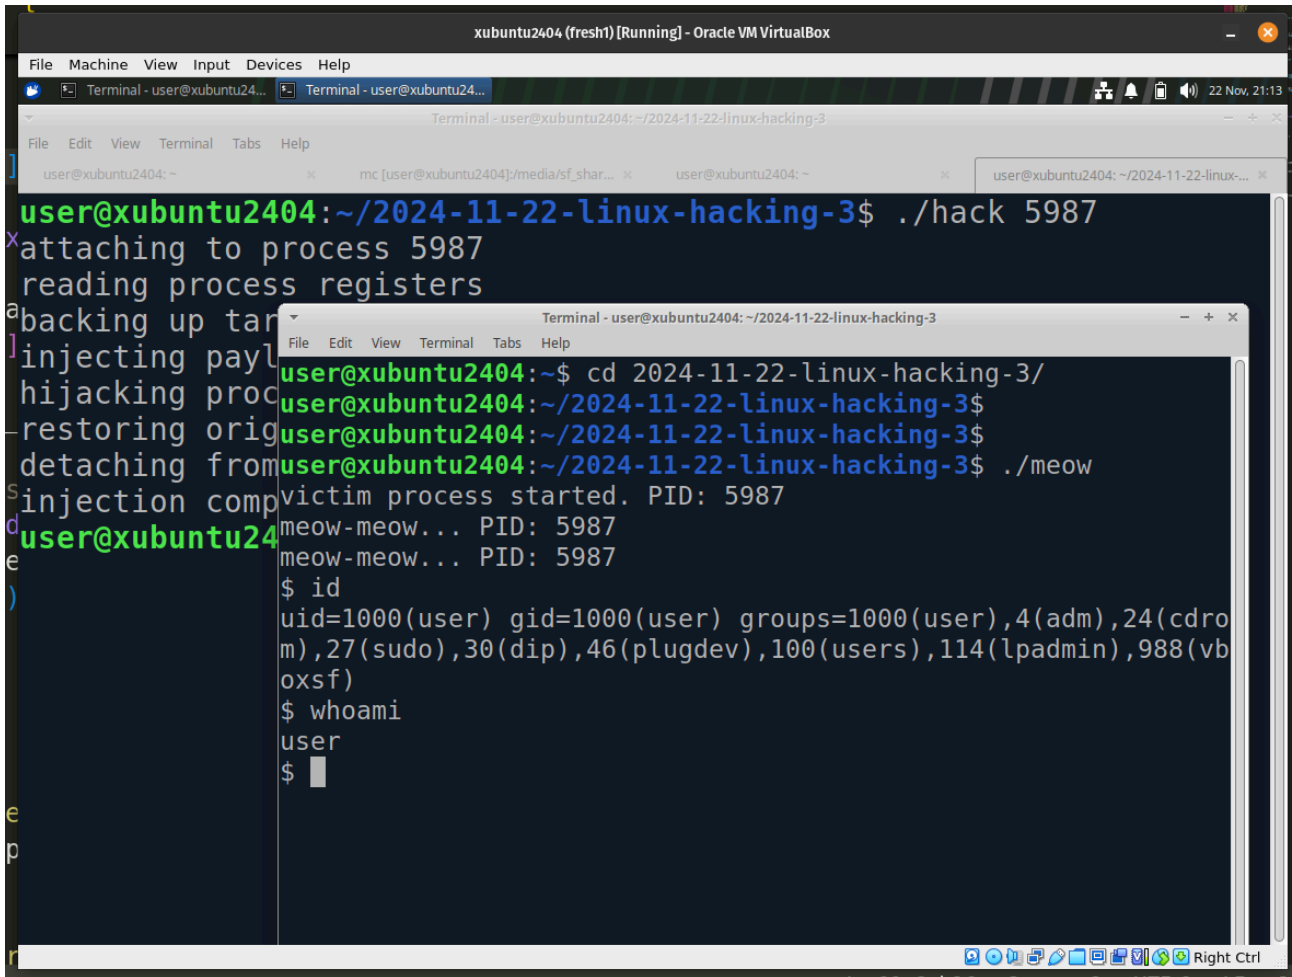 xubuntu2404 (fresh1) [Running] - Oracle VM VirtualBox
File Machine View Input Devices Help
Terminal - user@xubuntu24... Terminal - user@xubuntu24... 22 Nov, 21:13
Terminal - user@xubuntu2404: ~/2024-11-22-linux-hacking-3
File Edit View Terminal Tabs Help
user@xubuntu2404: ~ mc [user@xubuntu2404]:/media/sf_shar... user@xubuntu2404: ~ user@xubuntu2404: ~/2024-11-22-linux-...
user@xubuntu2404:~/2024-11-22-linux-hacking-3$ ./hack 5987
attaching to process 5987
reading process registers
backing up tar
injecting payl
hijacking proc
restoring orig
detaching from
injection comp
user@xubuntu24
Terminal - user@xubuntu2404: ~/2024-11-22-linux-hacking-3
File Edit View Terminal Tabs Help
user@xubuntu2404:~$ cd 2024-11-22-linux-hacking-3/
user@xubuntu2404:~/2024-11-22-linux-hacking-3$
user@xubuntu2404:~/2024-11-22-linux-hacking-3$
user@xubuntu2404:~/2024-11-22-linux-hacking-3$ ./meow
victim process started. PID: 5987
meow-meow... PID: 5987
meow-meow... PID: 5987
$ id
uid=1000(user) gid=1000(user) groups=1000(user),4(adm),24(cdro
m),27(sudo),30(dip),46(plugdev),100(users),114(lpadmin),988(vb
oxsf)
$ whoami
user
$
Right Ctrl